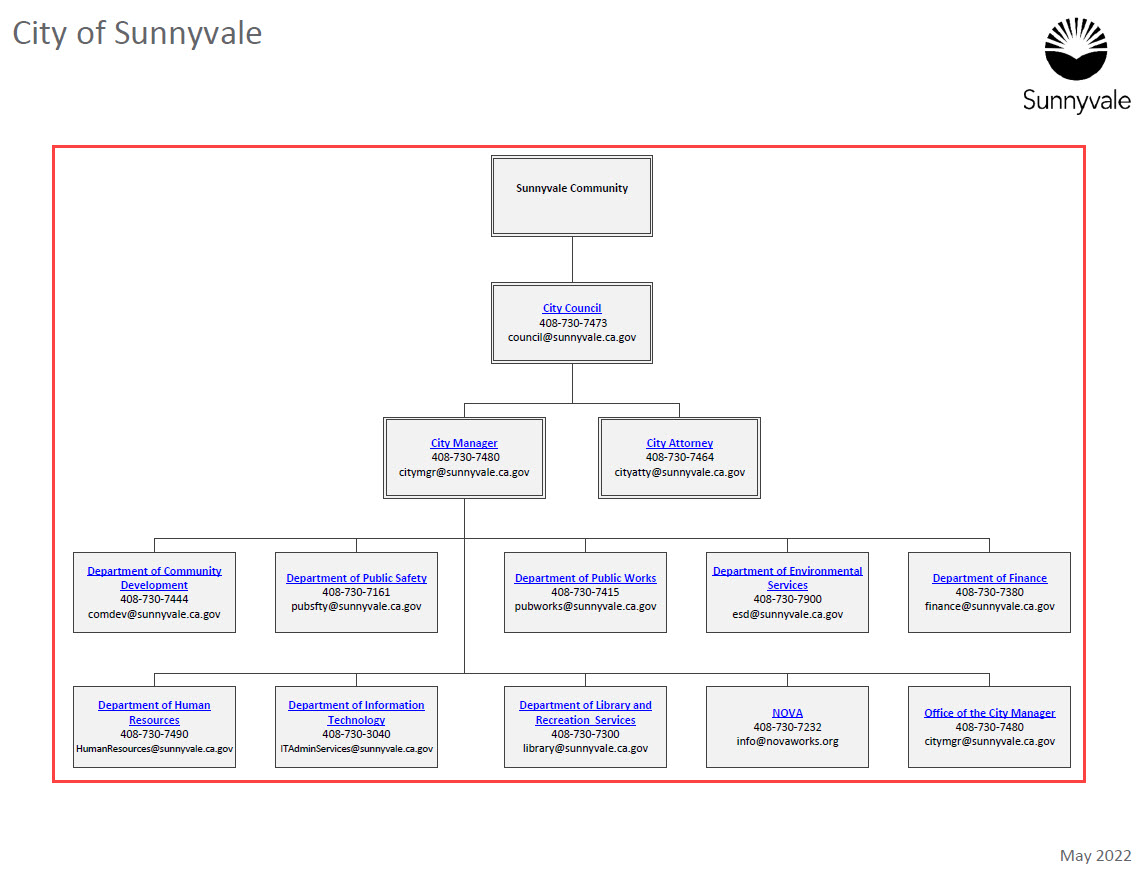 City of Sunnyvale
Sunnyvale
Sunnyvale Community
City Council
408-730-7473
council@sunnyvale.ca.gov
City Manager
408-730-7480
citymgr@sunnyvale.ca.gov
City Attorney
408-730-7464
cityatty@sunnyvale.ca.gov
Department of Community
Development
408-730-7444
comdev@sunnyvale.ca.gov
Department of Public Safety
408-730-7161
pubsfty@sunnyvale.ca.gov
Department of Public Works
408-730-7415
pubworks@sunnyvale.ca.gov
Department of Environmental
Services
408-730-7900
esd@sunnyvale.ca.gov
Department of Finance
408-730-7380
finance@sunnyvale.ca.gov
Department of Human
Resources
408-730-7490
HumanResources@sunnyvale.ca.gov
Department of Information
Technology
408-730-3040
ITAdminServices@sunnyvale.ca.gov
Department of Library and
Recreation Services
408-730-7300
library@sunnyvale.ca.gov
NOVA
408-730-7232
info@novaworks.org
Office of the City Manager
408-730-7480
citymgr@sunnyvale.ca.gov
May 2022